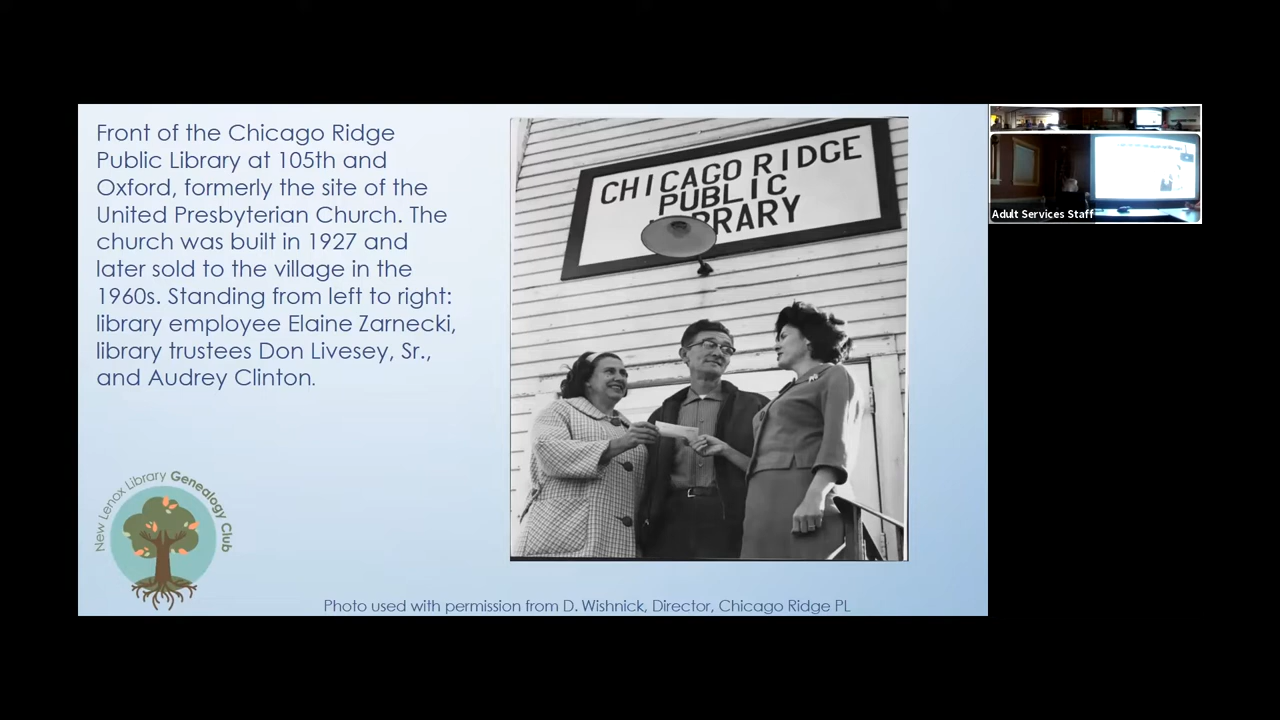 Front of the Chicago Ridge
Public Library at 105th and
Oxford, formerly the site of the
United Presbyterian Church. The
church was built in 1927 and
later sold to the village in the
1960s. Standing from left to right:
library employee Elaine Zarnecki,
library trustees Don Livesey, Sr.,
and Audrey Clinton.
CHICAGO RIDGE
PUBLIC
RARY
Adult Services Staff
New Lenox Library Genealogy Club
Photo used with permission from D. Wishnick, Director, Chicago Ridge PL